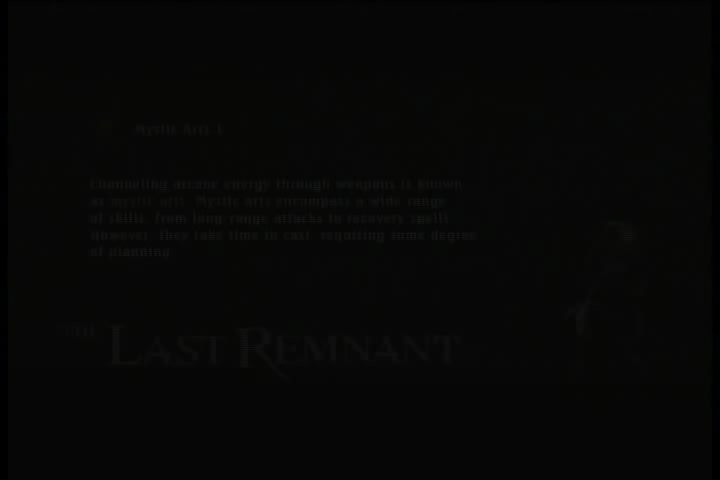 Mystic Arts 1
Channeling arcane energy through weapons is known
as mystic arts. Mystic arts encompass a wide range
of skills, from long-range attacks to recovery spells.
However, they take time to cast, requiring some degree
of planning.
THE LAST REMNANT